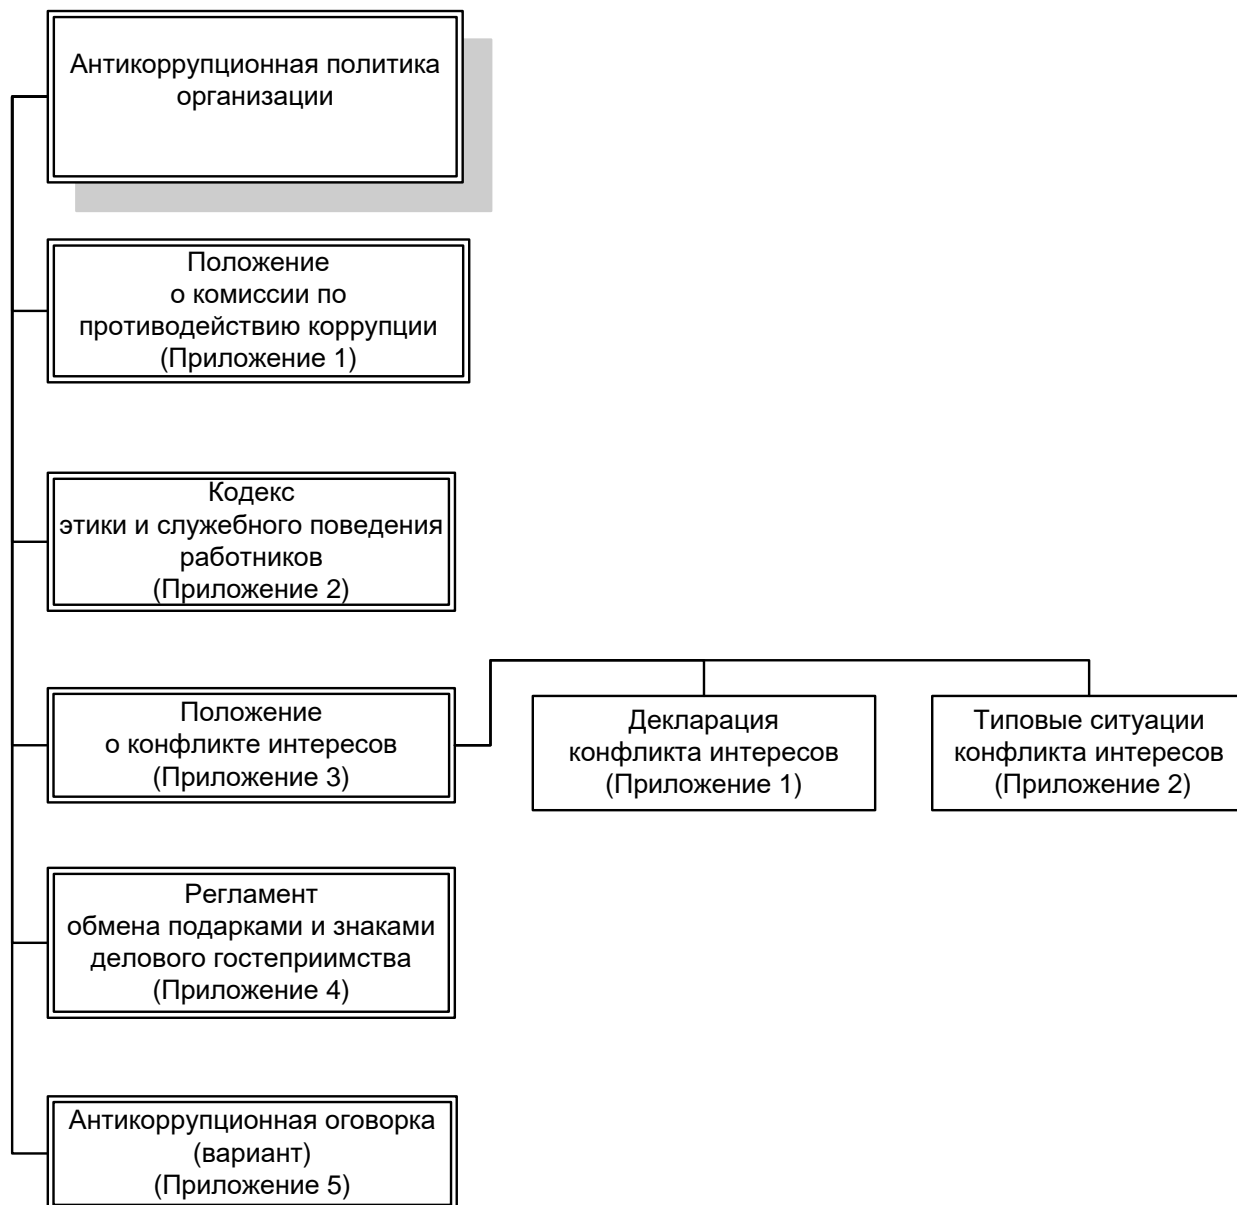 Антикоррупционная политика
организации
Положение
о комиссии по
противодействию коррупции
(Приложение 1)
Кодекс
этики и служебного поведения
работников
(Приложение 2)
Положение
о конфликте интересов
(Приложение 3)
Декларация
конфликта интересов
(Приложение 1)
Типовые ситуации
конфликта интересов
(Приложение 2)
Регламент
обмена подарками и знаками
делового гостеприимства
(Приложение 4)
Антикоррупционная оговорка
(вариант)
(Приложение 5)